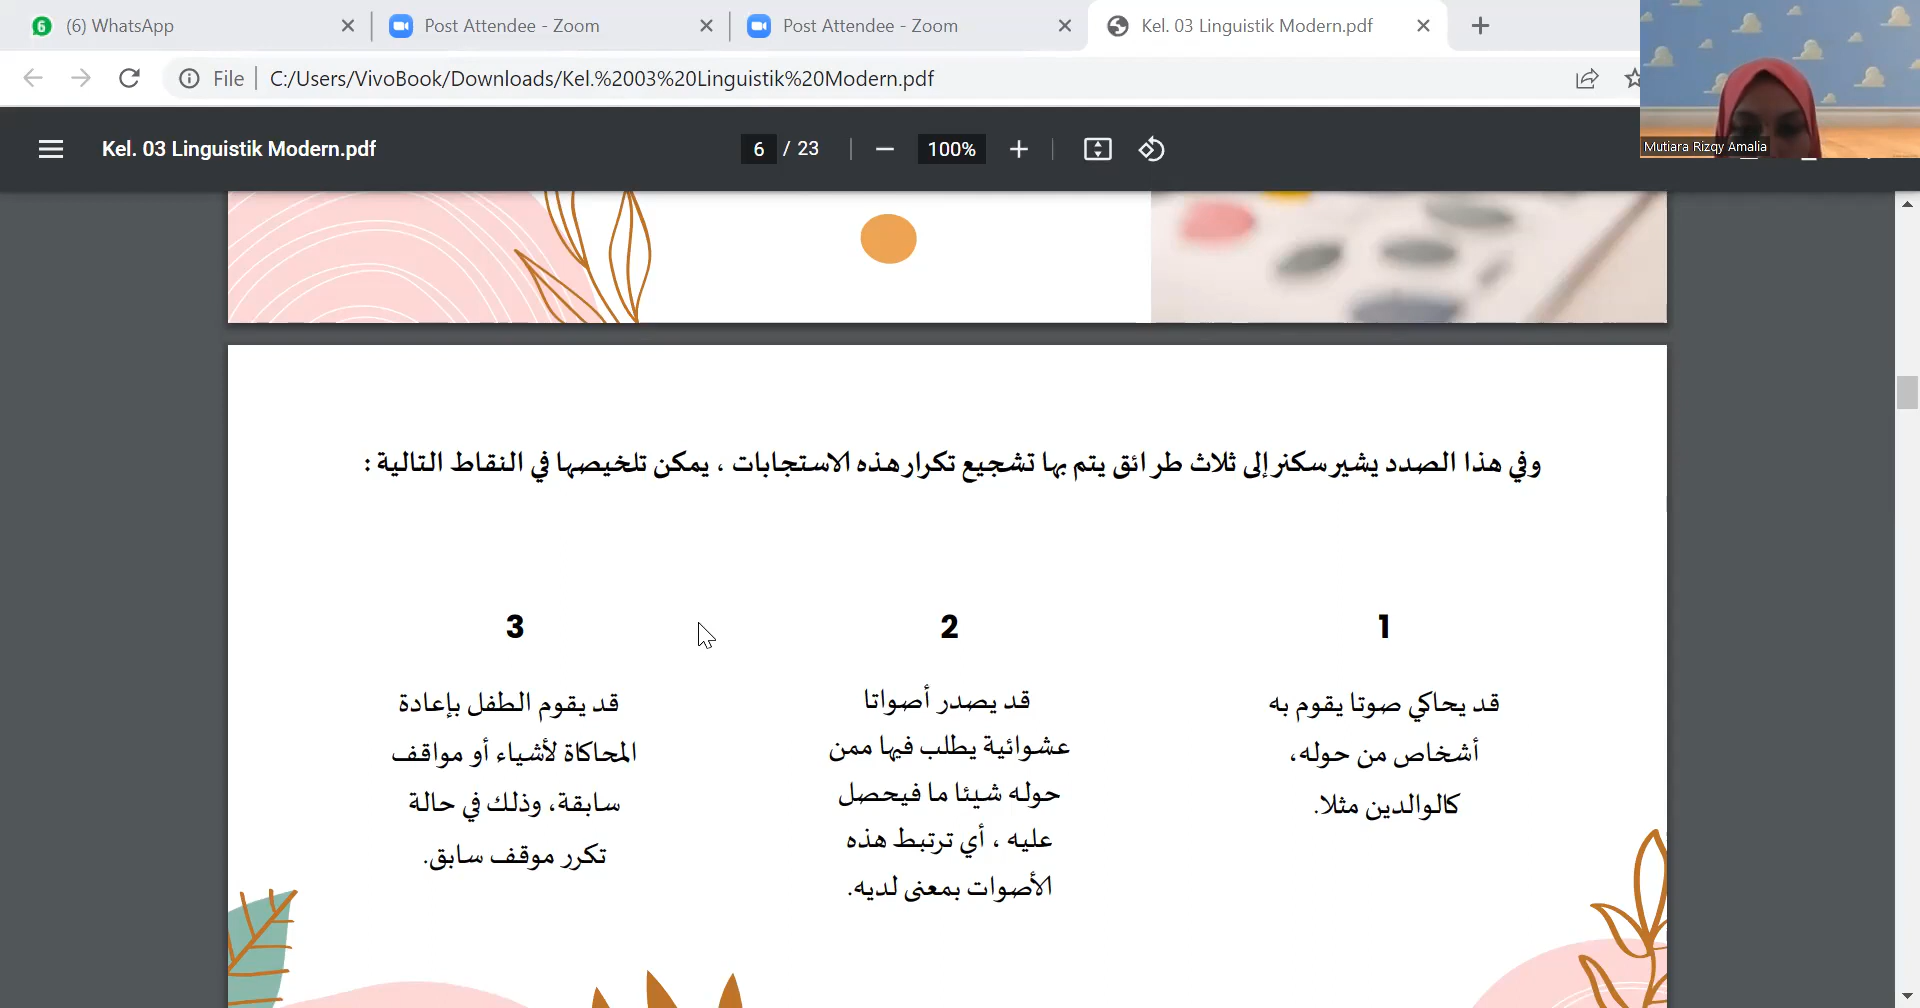 (6) WhatsApp
Post Attendee - Zoom
Post Attendee - Zoom
Kel. 03 Linguistik Modern.pdf
File
C:/Users/VivoBook/Downloads/Kel.%2003%20Linguistik%20Modern.pdf
Kel. 03 Linguistik Modern.pdf
6 / 23
100%
Mutiara Rizqy Amalia
وفي هذا الصدد يشير سكنر إلى ثلاث طرائق يتم بها تشجيع تكرار هذه الاستجابات ، يمكن تلخيصها في النقاط التالية :
1
قد يحاكي صوتا يقوم به
أشخاص من حوله،
كالوالدين مثلا.
2
قد يصدر أصواتا
عشوائية يطلب فيها ممن
حوله شيئا ما فيحصل
عليه ، أي ترتبط هذه
الأصوات بمعنى لديه.
3
قد يقوم الطفل بإعادة
المحاكاة لأشياء أو مواقف
سابقة، وذلك في حالة
تكرر موقف سابق.